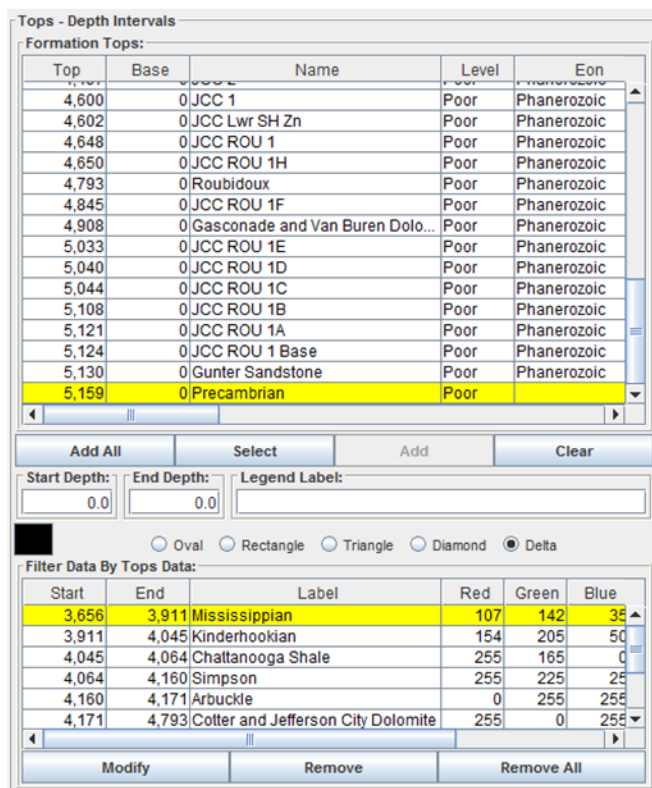 Tops - Depth Intervals
Formation Tops:
Top Base Name Level Eon
4,600 0 JCC 1 Poor Phanerozoic
4,602 0 JCC Lwr SH Zn Poor Phanerozoic
4,648 0 JCC ROU 1 Poor Phanerozoic
4,650 0 JCC ROU 1H Poor Phanerozoic
4,793 0 Roubidoux Poor Phanerozoic
4,845 0 JCC ROU 1F Poor Phanerozoic
4,908 0 Gasconade and Van Buren Dolo... Poor Phanerozoic
5,033 0 JCC ROU 1E Poor Phanerozoic
5,040 0 JCC ROU 1D Poor Phanerozoic
5,044 0 JCC ROU 1C Poor Phanerozoic
5,108 0 JCC ROU 1B Poor Phanerozoic
5,121 0 JCC ROU 1A Poor Phanerozoic
5,124 0 JCC ROU 1 Base Poor Phanerozoic
5,130 0 Gunter Sandstone Poor Phanerozoic
5,159 0 Precambrian Poor
Add All Select Add Clear
Start Depth: End Depth: Legend Label:
0.0 0.0
Oval Rectangle Triangle Diamond Delta
Filter Data By Tops Data:
Start End Label Red Green Blue
3,656 3,911 Mississippian 107 142 35
3,911 4,045 Kinderhookian 154 205 50
4,045 4,064 Chattanooga Shale 255 165 0
4,064 4,160 Simpson 255 225 25
4,160 4,171 Arbuckle 0 255 255
4,171 4,793 Cotter and Jefferson City Dolomite 255 0 255
Modify Remove Remove All